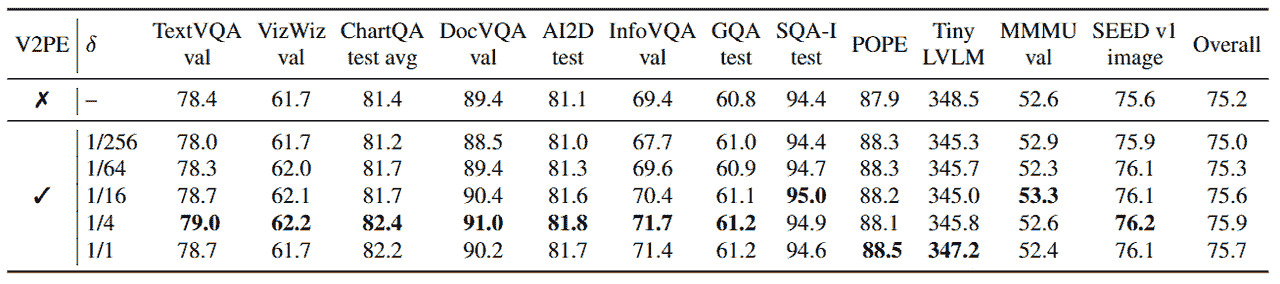 V2PE δ TextVQA val VizWiz val ChartQA test avg DocVQA val AI2D test InfoVQA val GQA test SQA-I test POPE Tiny LVLM MMMU val SEED v1 image Overall
✗ – 78.4 61.7 81.4 89.4 81.1 69.4 60.8 94.4 87.9 348.5 52.6 75.6 75.2
✓
1/256 78.0 61.7 81.2 88.5 81.0 67.7 61.0 94.4 88.3 345.3 52.9 75.9 75.0
1/64 78.3 62.0 81.7 89.4 81.3 69.6 60.9 94.7 88.3 345.7 52.3 76.1 75.3
1/16 78.7 62.1 81.7 90.4 81.6 70.4 61.1 95.0 88.2 345.0 53.3 76.1 75.6
1/4 79.0 62.2 82.4 91.0 81.8 71.7 61.2 94.9 88.1 345.8 52.6 76.2 75.9
1/1 78.7 61.7 82.2 90.2 81.7 71.4 61.2 94.6 88.5 347.2 52.4 76.1 75.7